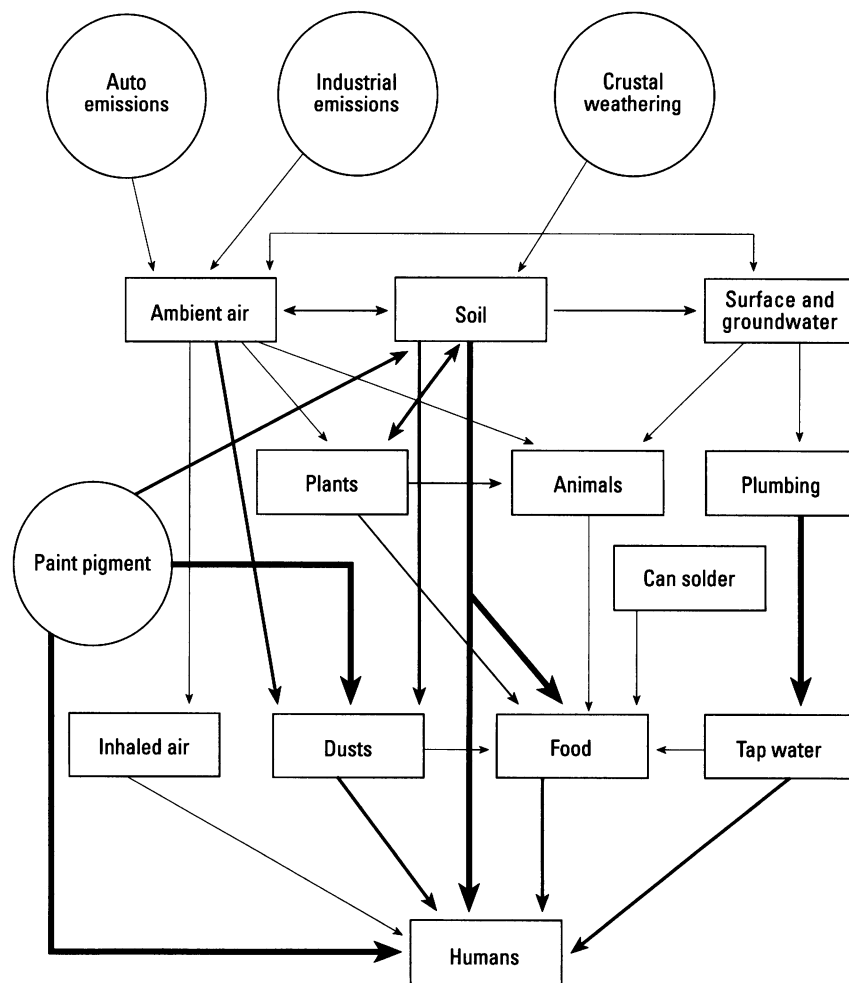 Auto
emissions
Industrial
emissions
Crustal
weathering
Ambient air
Soil
Surface and
groundwater
Plants
Animals
Plumbing
Paint pigment
Can solder
Inhaled air
Dusts
Food
Tap water
Humans